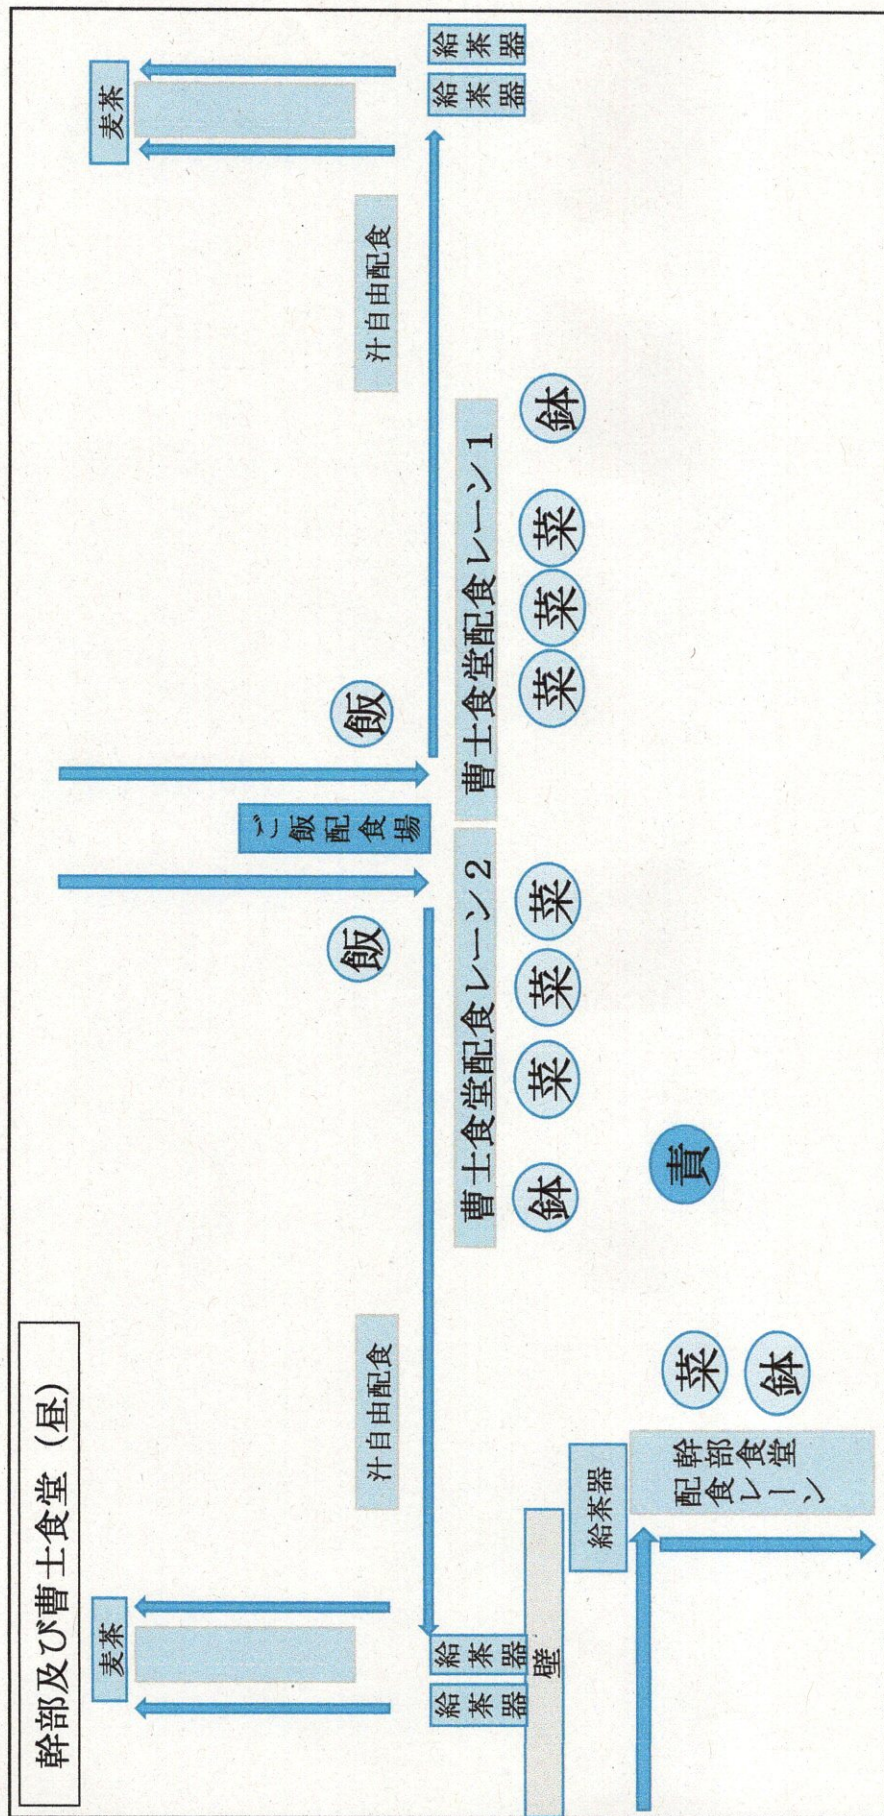 幹部及び曹士食堂（昼）
麦茶
麦茶
汁自由配食
汁自由配食
ご飯配食場
飯
飯
給茶器
給茶器
給茶器
給茶器
曹士食堂配食レーン２
曹士食堂配食レーン１
鉢
菜
菜
菜
菜
菜
菜
鉢
壁
給茶器
幹部食堂
配食レーン
菜
鉢
責